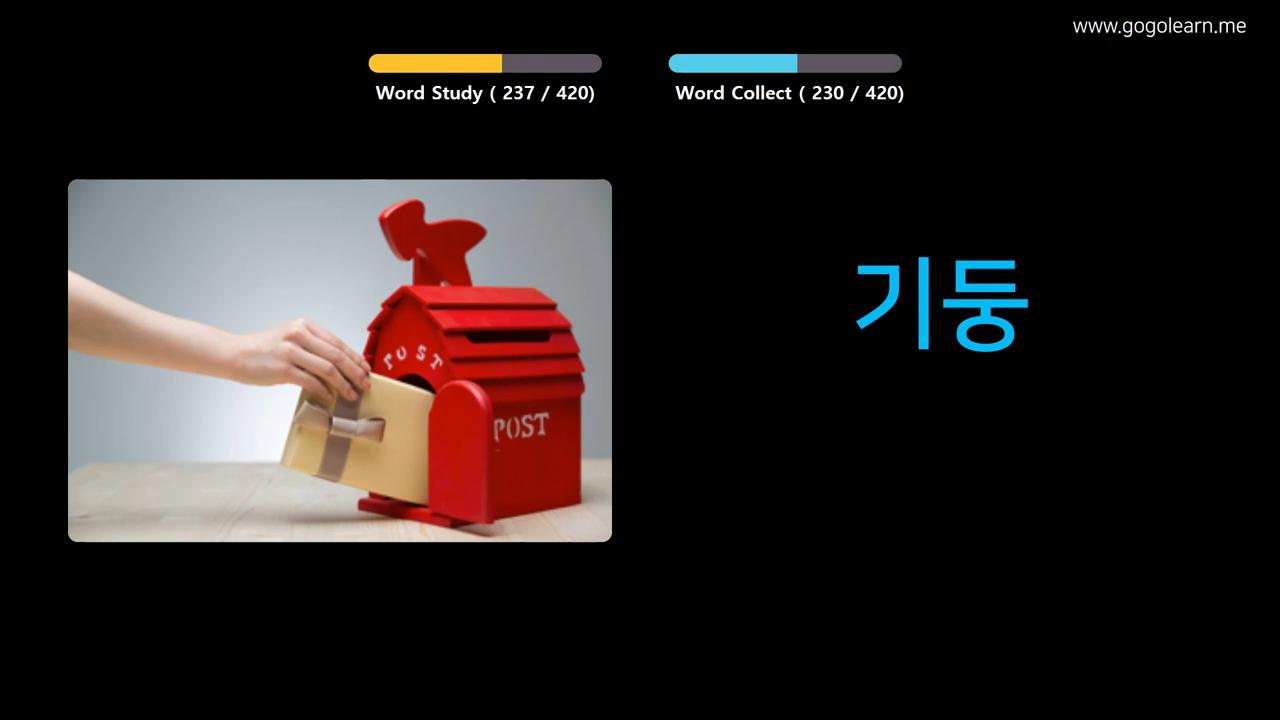 www.gogolearn.me
Word Study ( 237 / 420)
Word Collect ( 230 / 420)
기둥
POST
POST